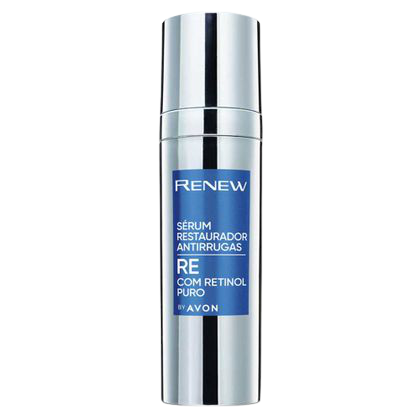 RENEW
SÉRUM
RESTAURADOR
ANTIRRUGAS
RE
COM RETINOL
PURO
BY AVON